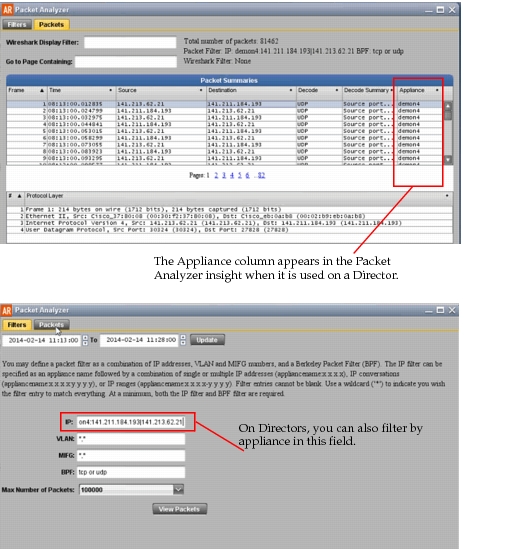 AR Packet Analyzer
Filters Packets
Wireshark Display Filter:
Total number of packets: 81462
Packet Filter: IP: demon4:141.211.184.193|141.213.62.21 BPF: tcp or udp
Go to Page Containing:
Wireshark Filter: None
Packet Summaries
Frame Time Source Destination Decode Decode Summary Appliance
1 08:13:00.012835 141.213.62.21 141.211.184.193 UDP Source port... demon4
2 08:13:00.024799 141.211.184.193 141.213.62.21 UDP Source port... demon4
3 08:13:00.032975 141.213.62.21 141.211.184.193 UDP Source port... demon4
4 08:13:00.044841 141.211.184.193 141.213.62.21 UDP Source port... demon4
5 08:13:00.053015 141.213.62.21 141.211.184.193 UDP Source port... demon4
6 08:13:00.058299 141.211.184.193 141.213.62.21 UDP Source port... demon4
7 08:13:00.073055 141.213.62.21 141.211.184.193 UDP Source port... demon4
8 08:13:00.083923 141.211.184.193 141.213.62.21 UDP Source port... demon4
9 08:13:00.093295 141.213.62.21 141.211.184.193 UDP Source port... demon4
Pages: 1 2 3 4 5 6 ..82
# Protocol Layer
1 Frame 1: 214 bytes on wire (1712 bits), 214 bytes captured (1712 bits)
2 Ethernet II, Src: Cisco_37:80:08 (00:30:f2:37:80:08), Dst: Cisco_eb:0a:b8 (00:02:b9:eb:0a:b8)
3 Internet Protocol Version 4, Src: 141.213.62.21 (141.213.62.21), Dst: 141.211.184.193 (141.211.184.193)
4 User Datagram Protocol, Src Port: 30324 (30324), Dst Port: 27828 (27828)
The Appliance column appears in the Packet
Analyzer insight when it is used on a Director.
AR Packet Analyzer
Filters Packets
2014-02-14 11:13:00 To 2014-02-14 11:28:00 Update
You may define a packet filter as a combination of IP addresses, VLAN and MIFG numbers, and a Berkeley Packet Filter (BPF). The IP filter can be
specified as an appliance name followed by a combination of single or multiple IP addresses (appliancename:x.x.x.x), IP conversations
(appliancename:x.x.x.x|y.y.y.y), or IP ranges (appliancename:x.x.x.x-y.y.y.y). Filter entries cannot be blank. Use a wildcard ('*') to indicate you wish
the filter entry to match everything. At a minimum, both the IP filter and BPF filter are required.
IP: on4:141.211.184.193|141.213.62.21
On Directors, you can also filter by
appliance in this field.
VLAN: *.*
MIFG: *.*
BPF: tcp or udp
Max Number of Packets: 100000
View Packets